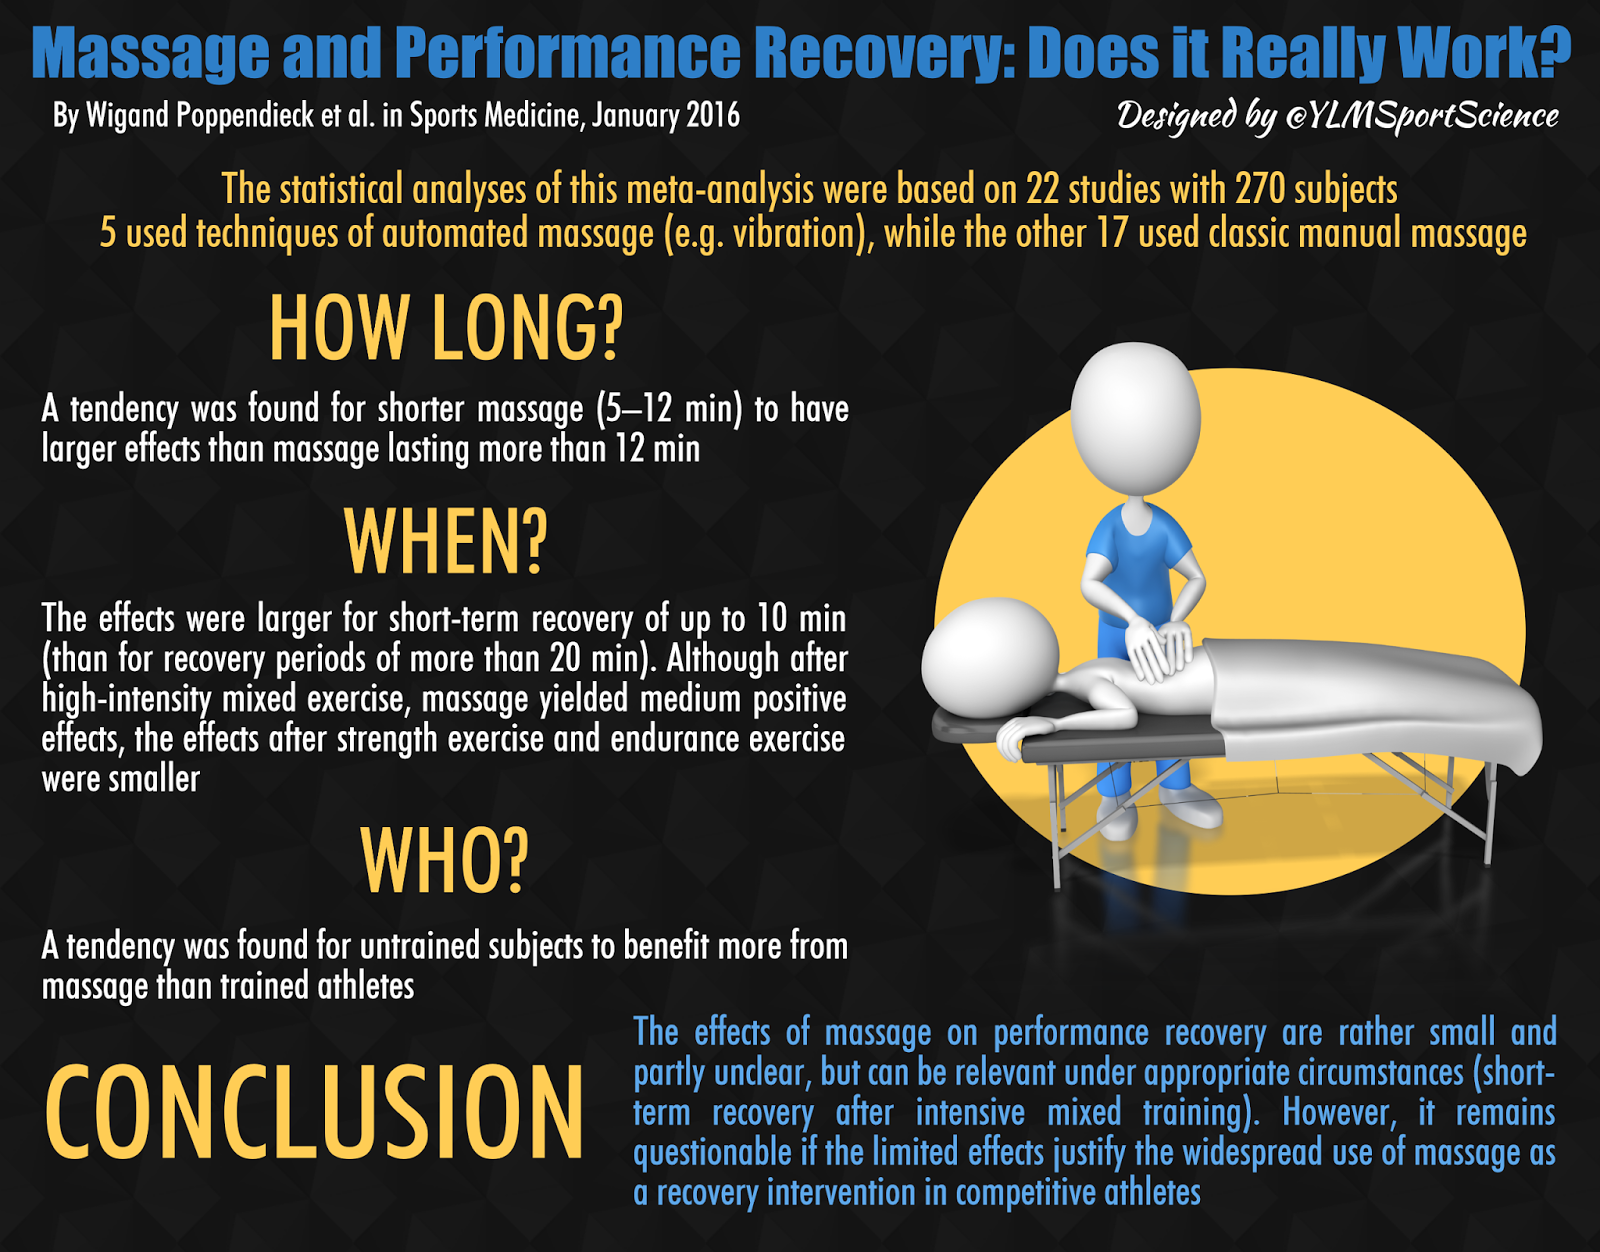 Massage and Performance Recovery: Does it Really Work?
By Wigand Poppendieck et al. in Sports Medicine, January 2016
Designed by @YLMSportScience
The statistical analyses of this meta-analysis were based on 22 studies with 270 subjects
5 used techniques of automated massage (e.g. vibration), while the other 17 used classic manual massage
HOW LONG?
A tendency was found for shorter massage (5–12 min) to have
larger effects than massage lasting more than 12 min
WHEN?
The effects were larger for short-term recovery of up to 10 min
(than for recovery periods of more than 20 min). Although after
high-intensity mixed exercise, massage yielded medium positive
effects, the effects after strength exercise and endurance exercise
were smaller
WHO?
A tendency was found for untrained subjects to benefit more from
massage than trained athletes
CONCLUSION
The effects of massage on performance recovery are rather small and
partly unclear, but can be relevant under appropriate circumstances (short-
term recovery after intensive mixed training). However, it remains
questionable if the limited effects justify the widespread use of massage as
a recovery intervention in competitive athletes